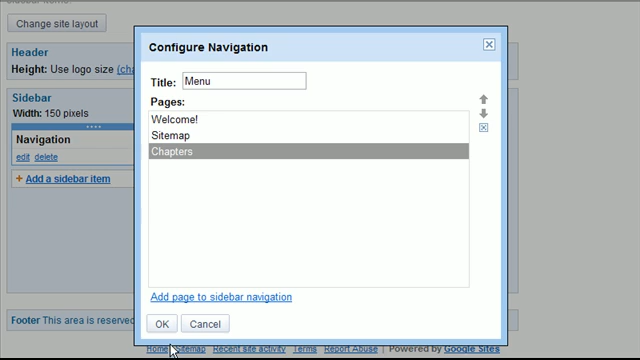 Change site layout
Header
Height: Use logo size (cha
Sidebar
Width: 150 pixels
Navigation
edit delete
+ Add a sidebar item
Footer This area is reserved
Configure Navigation
Title: Menu
Pages:
Welcome!
Sitemap
Chapters
Add page to sidebar navigation
OK Cancel
Home Sitemap Recent site activity Terms Report Abuse | Powered by Google Sites